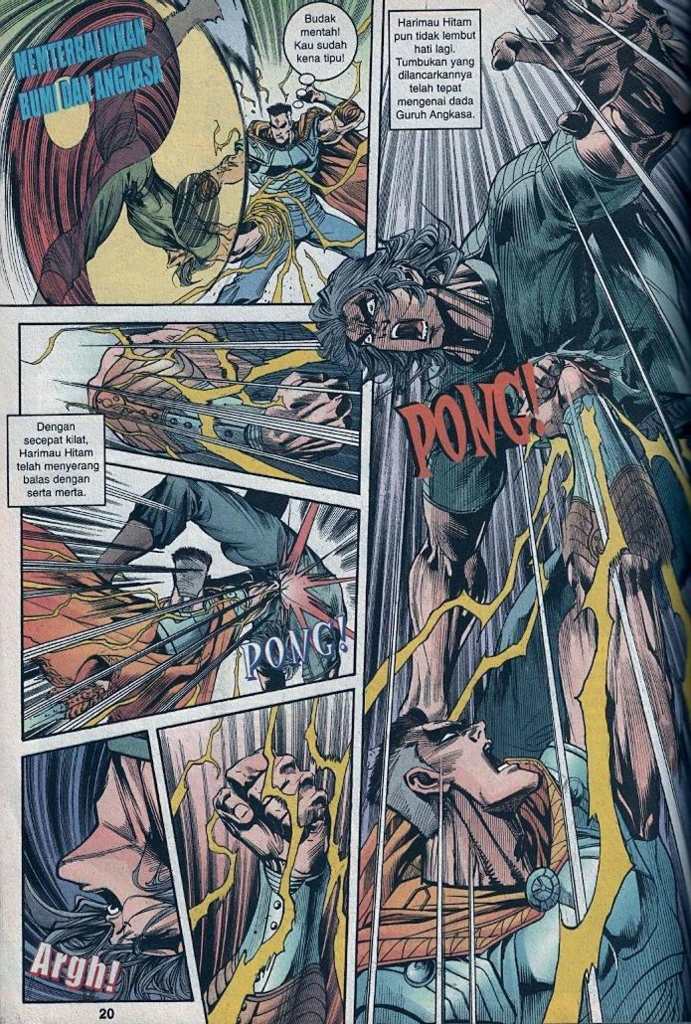 MENTERBALIKKAN
BUMI DAN ANGKASA
Budak
mentah!
Kau sudah
kena tipu!
Dengan
secepat kilat,
Harimau Hitam
telah menyerang
balas dengan
serta merta.
PONG!
Argh!
20
Harimau Hitam
pun tidak lembut
hati lagi.
Tumbukan yang
dilancarkannya
telah tepat
mengenai dada
Guruh Angkasa.
PONG!